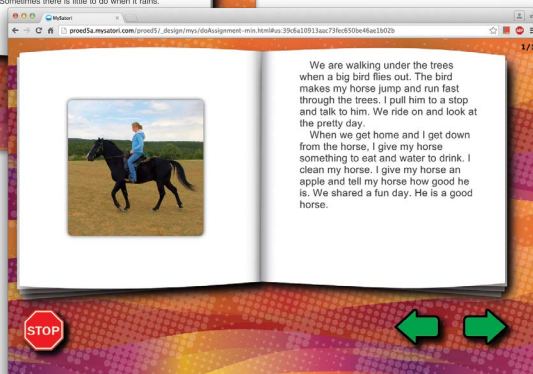 Sometimes there is little to do when it rains.
MySatori
proed5a.mysatori.com/proed5/_design/mys/doAssignment-min.html#us:39c6a10913aac73fec650be46ae1b02b
1/
We are walking under the trees
when a big bird flies out. The bird
makes my horse jump and run fast
through the trees. I pull him to a stop
and talk to him. We ride on and look at
the pretty day.
When we get home and I get down
from the horse, I give my horse
something to eat and water to drink. I
clean my horse. I give my horse an
apple and tell my horse how good he
is. We shared a fun day. He is a good
horse.
STOP